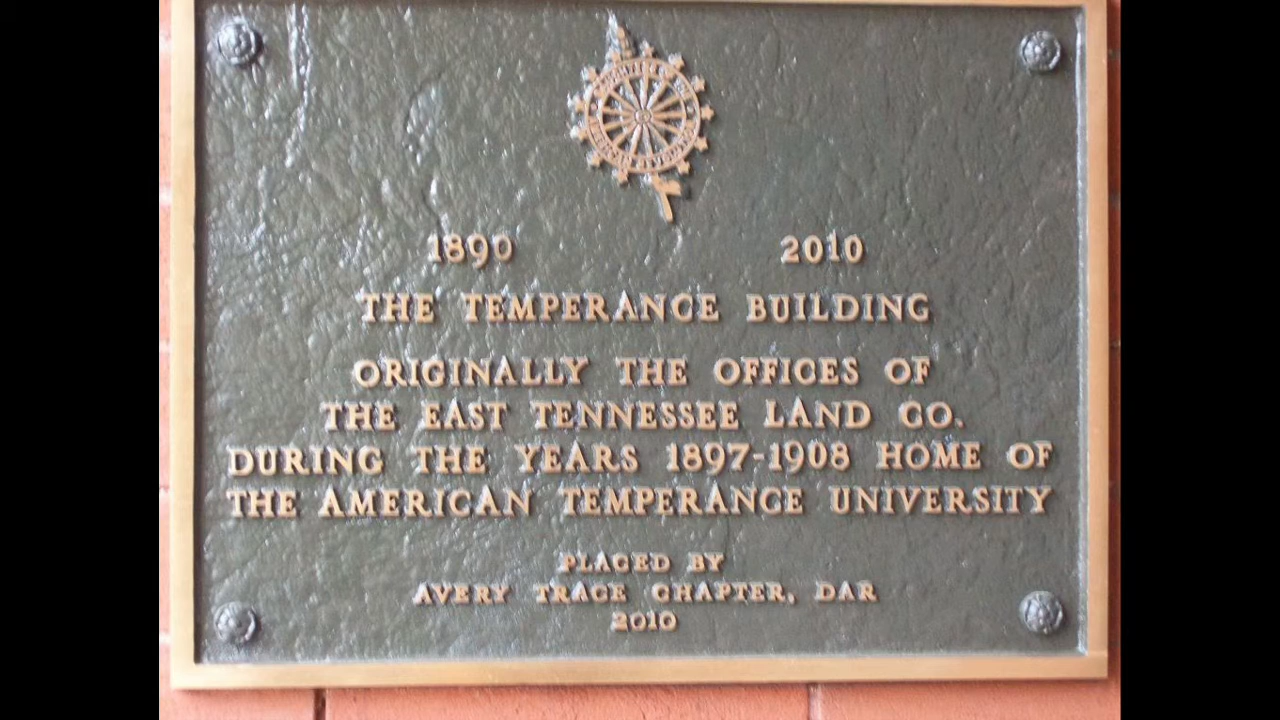 1890 2010
THE TEMPERANCE BUILDING
ORIGINALLY THE OFFICES OF
THE EAST TENNESSEE LAND CO.
DURING THE YEARS 1897-1908 HOME OF
THE AMERICAN TEMPERANCE UNIVERSITY
PLACED BY
AVERY TRACE CHAPTER, DAR
2010